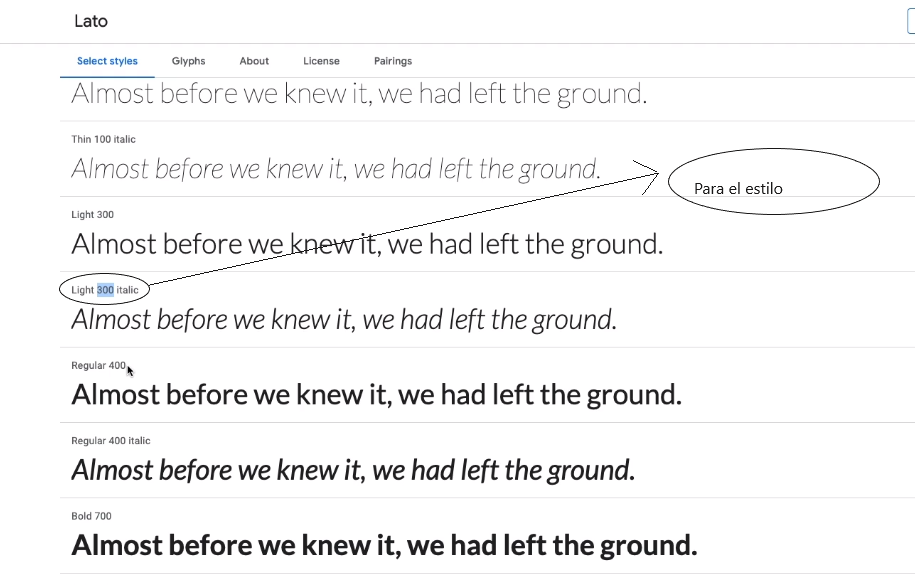 Lato
Select styles Glyphs About License Pairings
Almost before we knew it, we had left the ground.
Thin 100 italic
Almost before we knew it, we had left the ground.
Para el estilo
Light 300
Almost before we knew it, we had left the ground.
Light 300 italic
Almost before we knew it, we had left the ground.
Regular 400
Almost before we knew it, we had left the ground.
Regular 400 italic
Almost before we knew it, we had left the ground.
Bold 700
Almost before we knew it, we had left the ground.